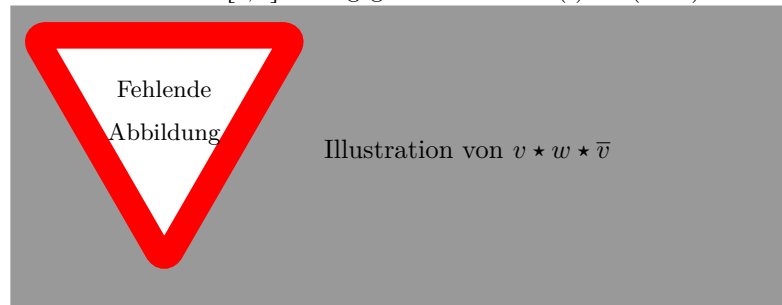 Fehlende
Abbildung
Illustration von v ⋆ w ⋆ v̅